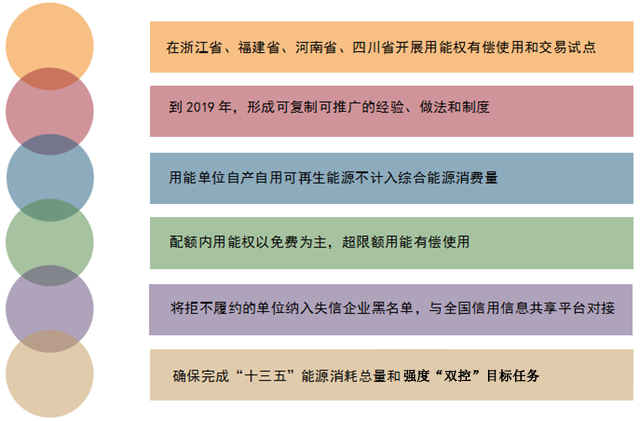 在浙江省、福建省、河南省、四川省开展用能权有偿使用和交易试点
到 2019 年，形成可复制可推广的经验、做法和制度
用能单位自产自用可再生能源不计入综合能源消费量
配额内用能权以免费为主，超限额用能有偿使用
将拒不履约的单位纳入失信企业黑名单，与全国信用信息共享平台对接
确保完成“十三五”能源消耗总量和强度“双控”目标任务